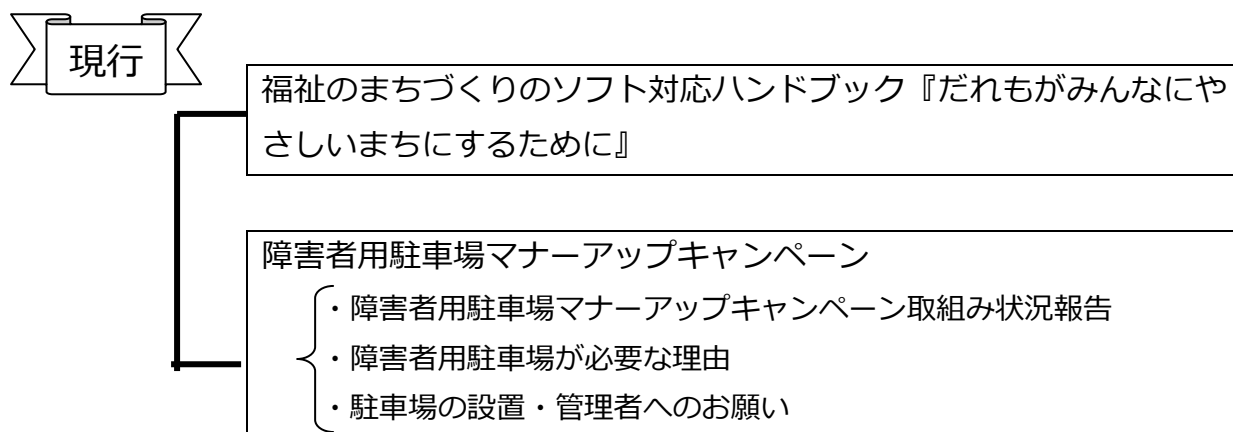 現行
福祉のまちづくりのソフト対応ハンドブック『だれもがみんなにや
さしいまちにするために』
障害者用駐車場マナーアップキャンペーン
・障害者用駐車場マナーアップキャンペーン取組み状況報告
・障害者用駐車場が必要な理由
・駐車場の設置・管理者へのお願い